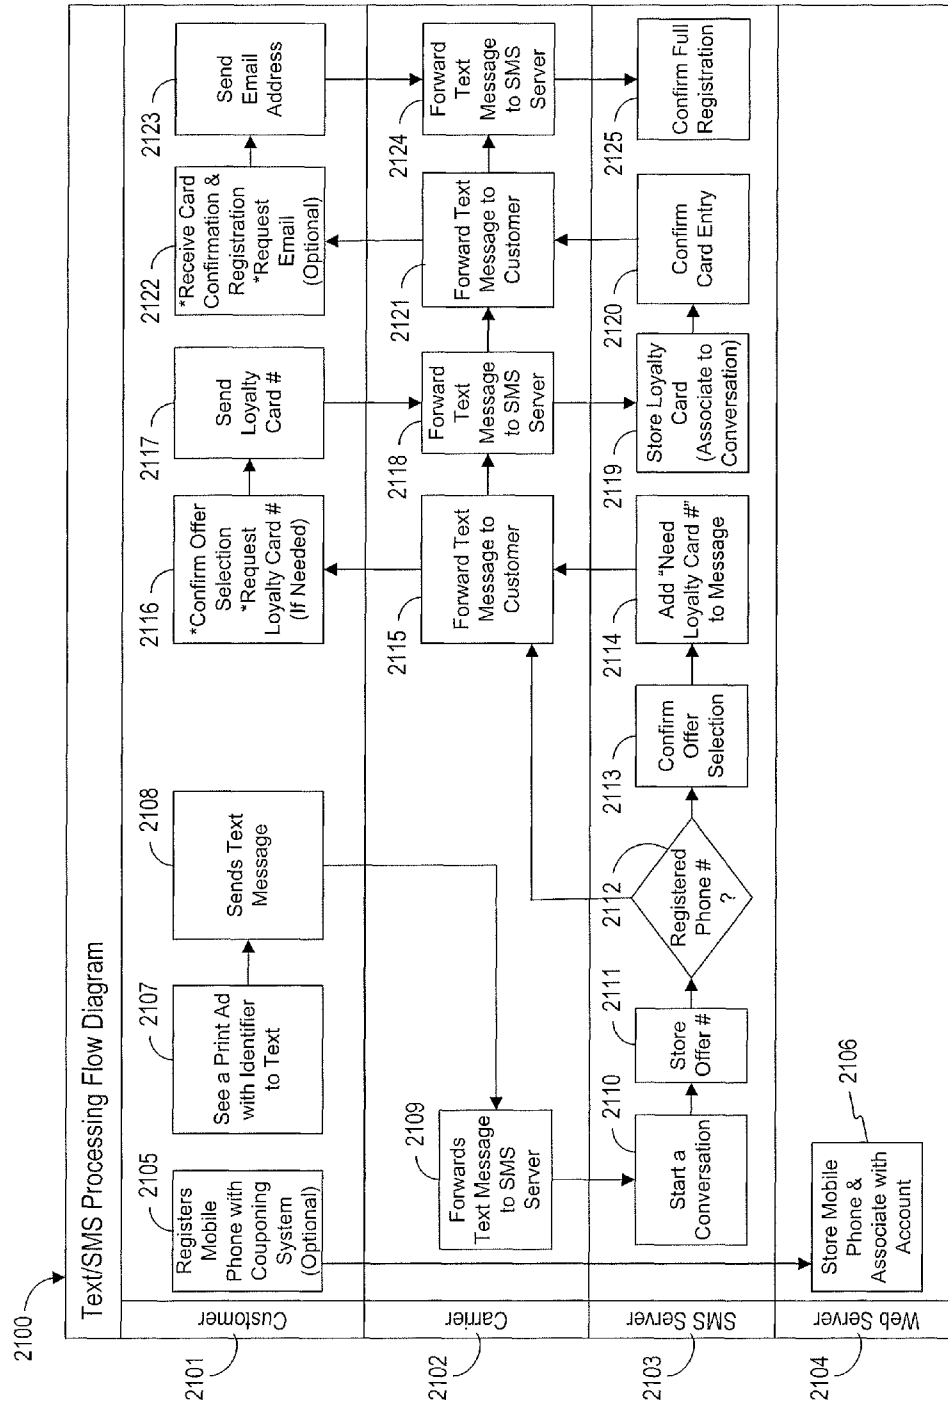 2100
Text/SMS Processing Flow Diagram
2101
Customer
2105
Registers
Mobile
Phone with
Couponing
System
(Optional)
2107
See a Print Ad
with Identifier
to Text
2108
Sends Text
Message
2116
*Confirm Offer
Selection
*Request
Loyalty Card #
(If Needed)
2117
Send
Loyalty
Card #
2122
*Receive Card
Confirmation &
Registration
*Request
Email
(Optional)
2123
Send
Email
Address
2102
Carrier
2109
Forwards
Text Message
to SMS
Server
2115
Forward Text
Message to
Customer
2118
Forward
Text
Message
to SMS
Server
2121
Forward Text
Message to
Customer
2124
Forward
Text
Message
to SMS
Server
2103
SMS Server
2110
Start a
Conversation
2111
Store
Offer #
2112
Registered
Phone #
?
2113
Confirm
Offer
Selection
2114
Add “Need
Loyalty Card #”
to Message
2119
Store Loyalty
Card
(Associate to
Conversation)
2120
Confirm
Card Entry
2125
Confirm Full
Registration
2104
Web Server
2106
Store Mobile
Phone &
Associate with
Account